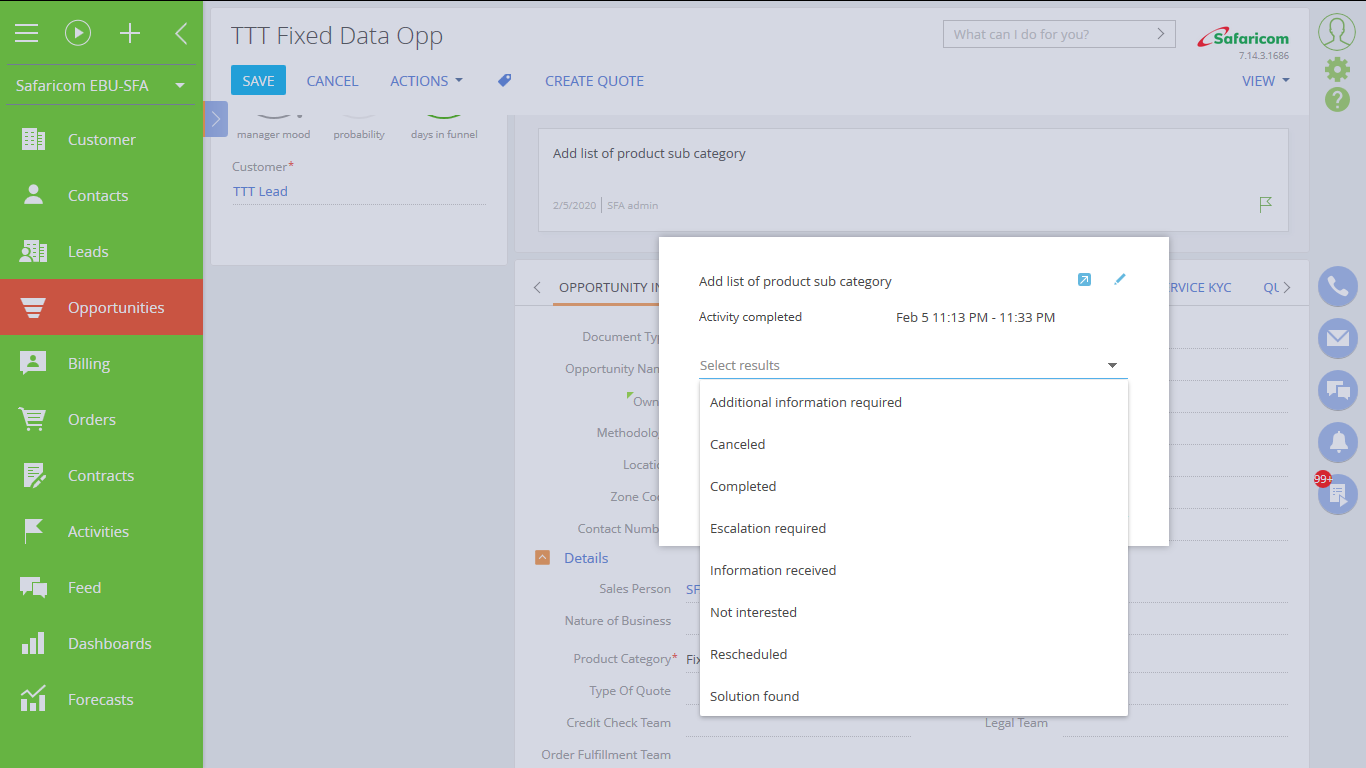 Safaricom EBU-SFA
Customer
Contacts
Leads
Opportunities
Billing
Orders
Contracts
Activities
Feed
Dashboards
Forecasts
TTT Fixed Data Opp
What can I do for you?
Safaricom
7.14.3.1686
SAVE
CANCEL
ACTIONS
CREATE QUOTE
VIEW
manager mood
probability
days in funnel
Customer*
TTT Lead
Add list of product sub category
2/5/2020 | SFA admin
OPPORTUNITY IN
RVICE KYC
QU
Document Typ
Opportunity Nam
Own
Methodolog
Locatio
Zone Cod
Contact Numb
Details
Sales Person
SF
Nature of Business
Product Category*
Fix
Type Of Quote
Credit Check Team
Legal Team
Order Fulfillment Team
Add list of product sub category
Activity completed
Feb 5 11:13 PM - 11:33 PM
Select results
Additional information required
Canceled
Completed
Escalation required
Information received
Not interested
Rescheduled
Solution found
99+